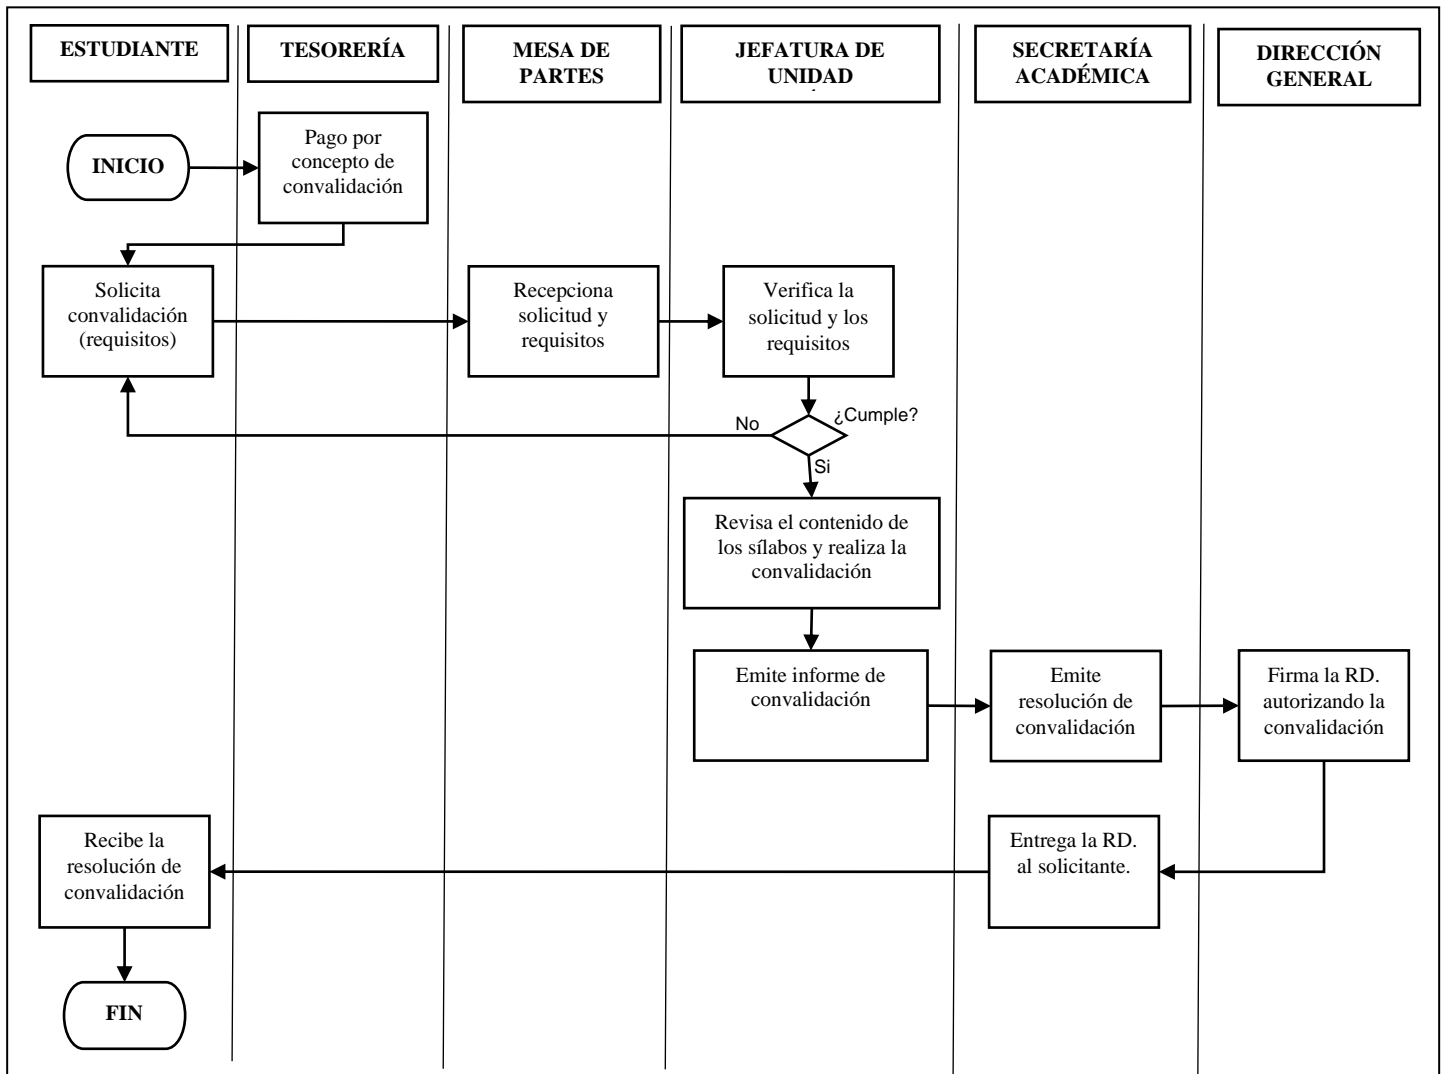 ESTUDIANTE
TESORERÍA
MESA DE
PARTES
JEFATURA DE
UNIDAD
SECRETARÍA
ACADÉMICA
DIRECCIÓN
GENERAL
INICIO
Pago por
concepto de
convalidación
Solicita
convalidación
(requisitos)
Recepciona
solicitud y
requisitos
Verifica la
solicitud y los
requisitos
¿Cumple?
No
Si
Revisa el contenido de
los sílabos y realiza la
convalidación
Emite informe de
convalidación
Emite
resolución de
convalidación
Firma la RD.
autorizando la
convalidación
Recibe la
resolución de
convalidación
Entrega la RD.
al solicitante.
FIN